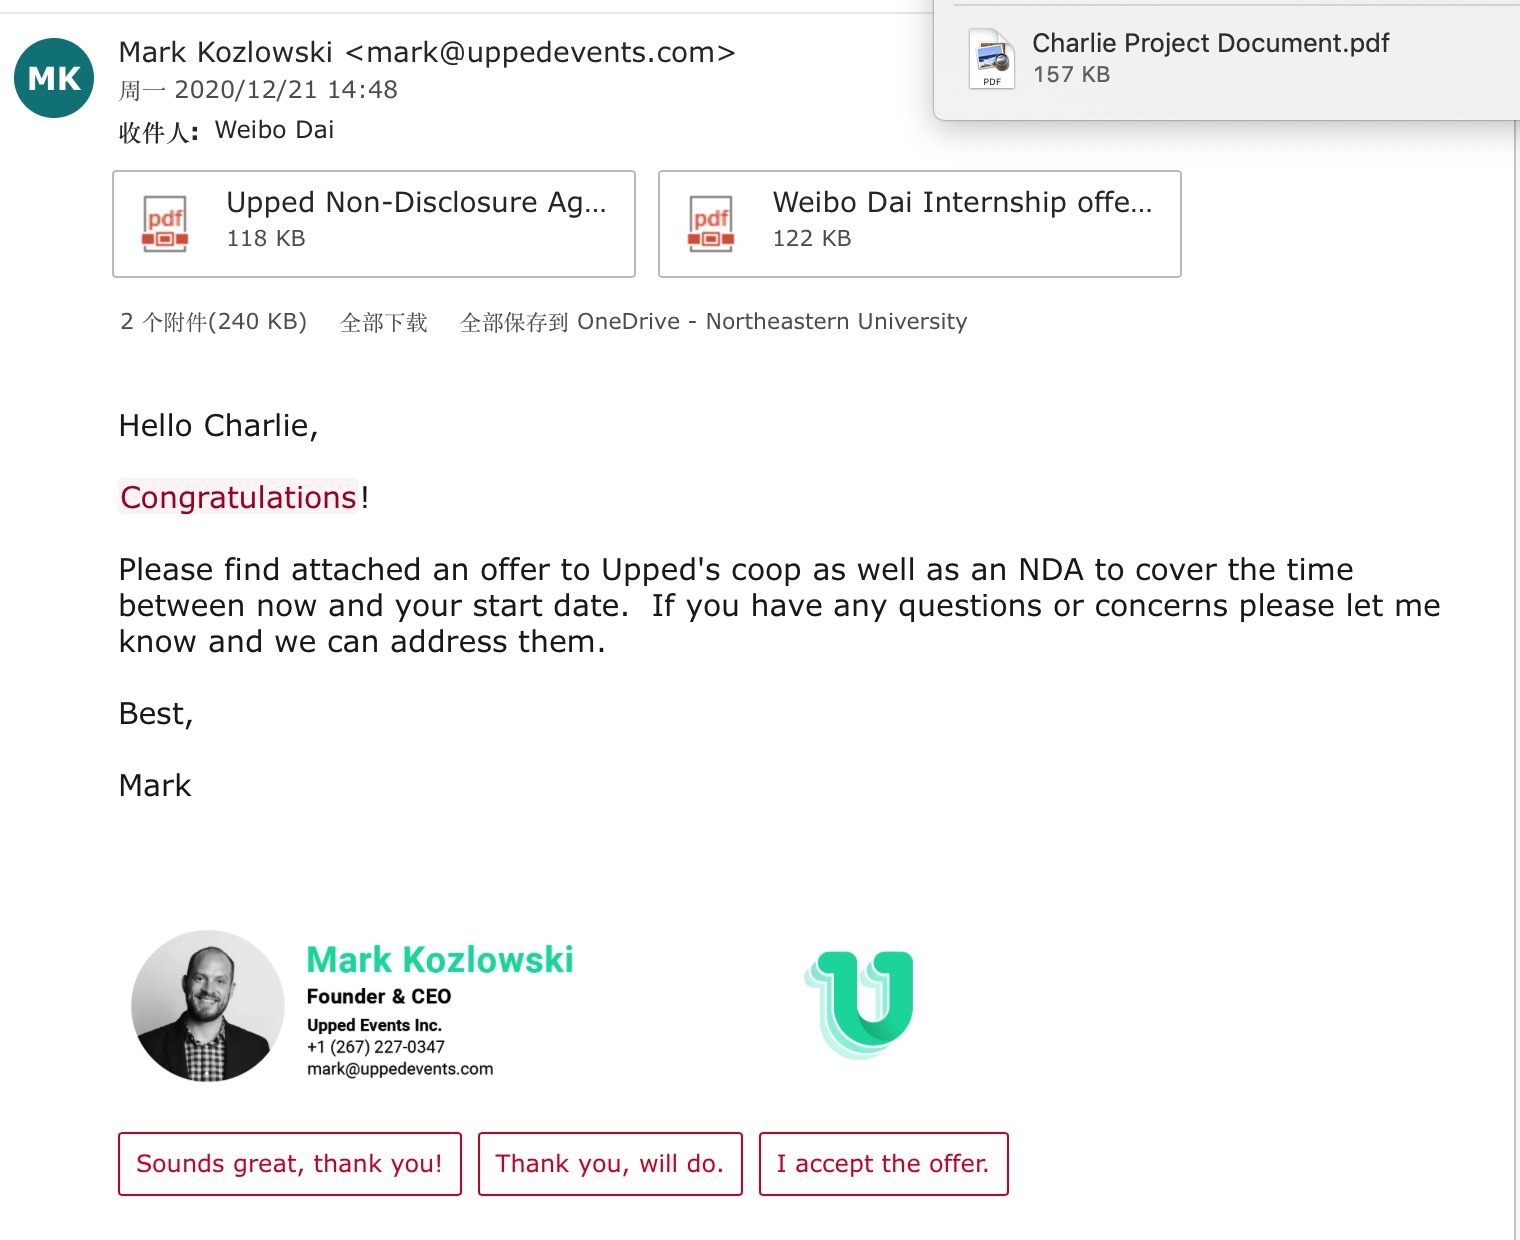 Charlie Project Document.pdf
157 KB
PDF
MK
Mark Kozlowski <mark@uppedevents.com>
周一 2020/12/21 14:48
收件人: Weibo Dai
pdf
Upped Non-Disclosure Ag...
118 KB
pdf
Weibo Dai Internship offe...
122 KB
2 个附件(240 KB) 全部下载 全部保存到 OneDrive - Northeastern University
Hello Charlie,
Congratulations!
Please find attached an offer to Upped's coop as well as an NDA to cover the time
between now and your start date.  If you have any questions or concerns please let me
know and we can address them.
Best,
Mark
Mark Kozlowski
Founder & CEO
Upped Events Inc.
+1 (267) 227-0347
mark@uppedevents.com
U
Sounds great, thank you! Thank you, will do. I accept the offer.